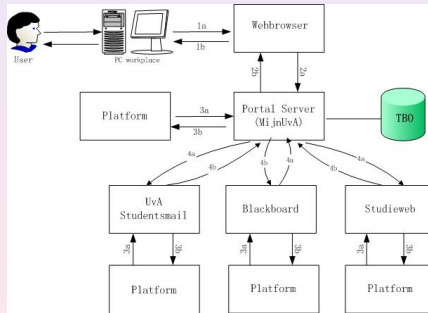 User
PC workplace
1a
1b
Webbrowser
2b
2a
Platform
3a
3b
Portal Server
(MijnUvA)
TBO
4a
4b
4b
4a
4b
4a
UvA
Studentsmail
Blackboard
Studieweb
3a
3b
3a
3b
3a
3b
Platform
Platform
Platform